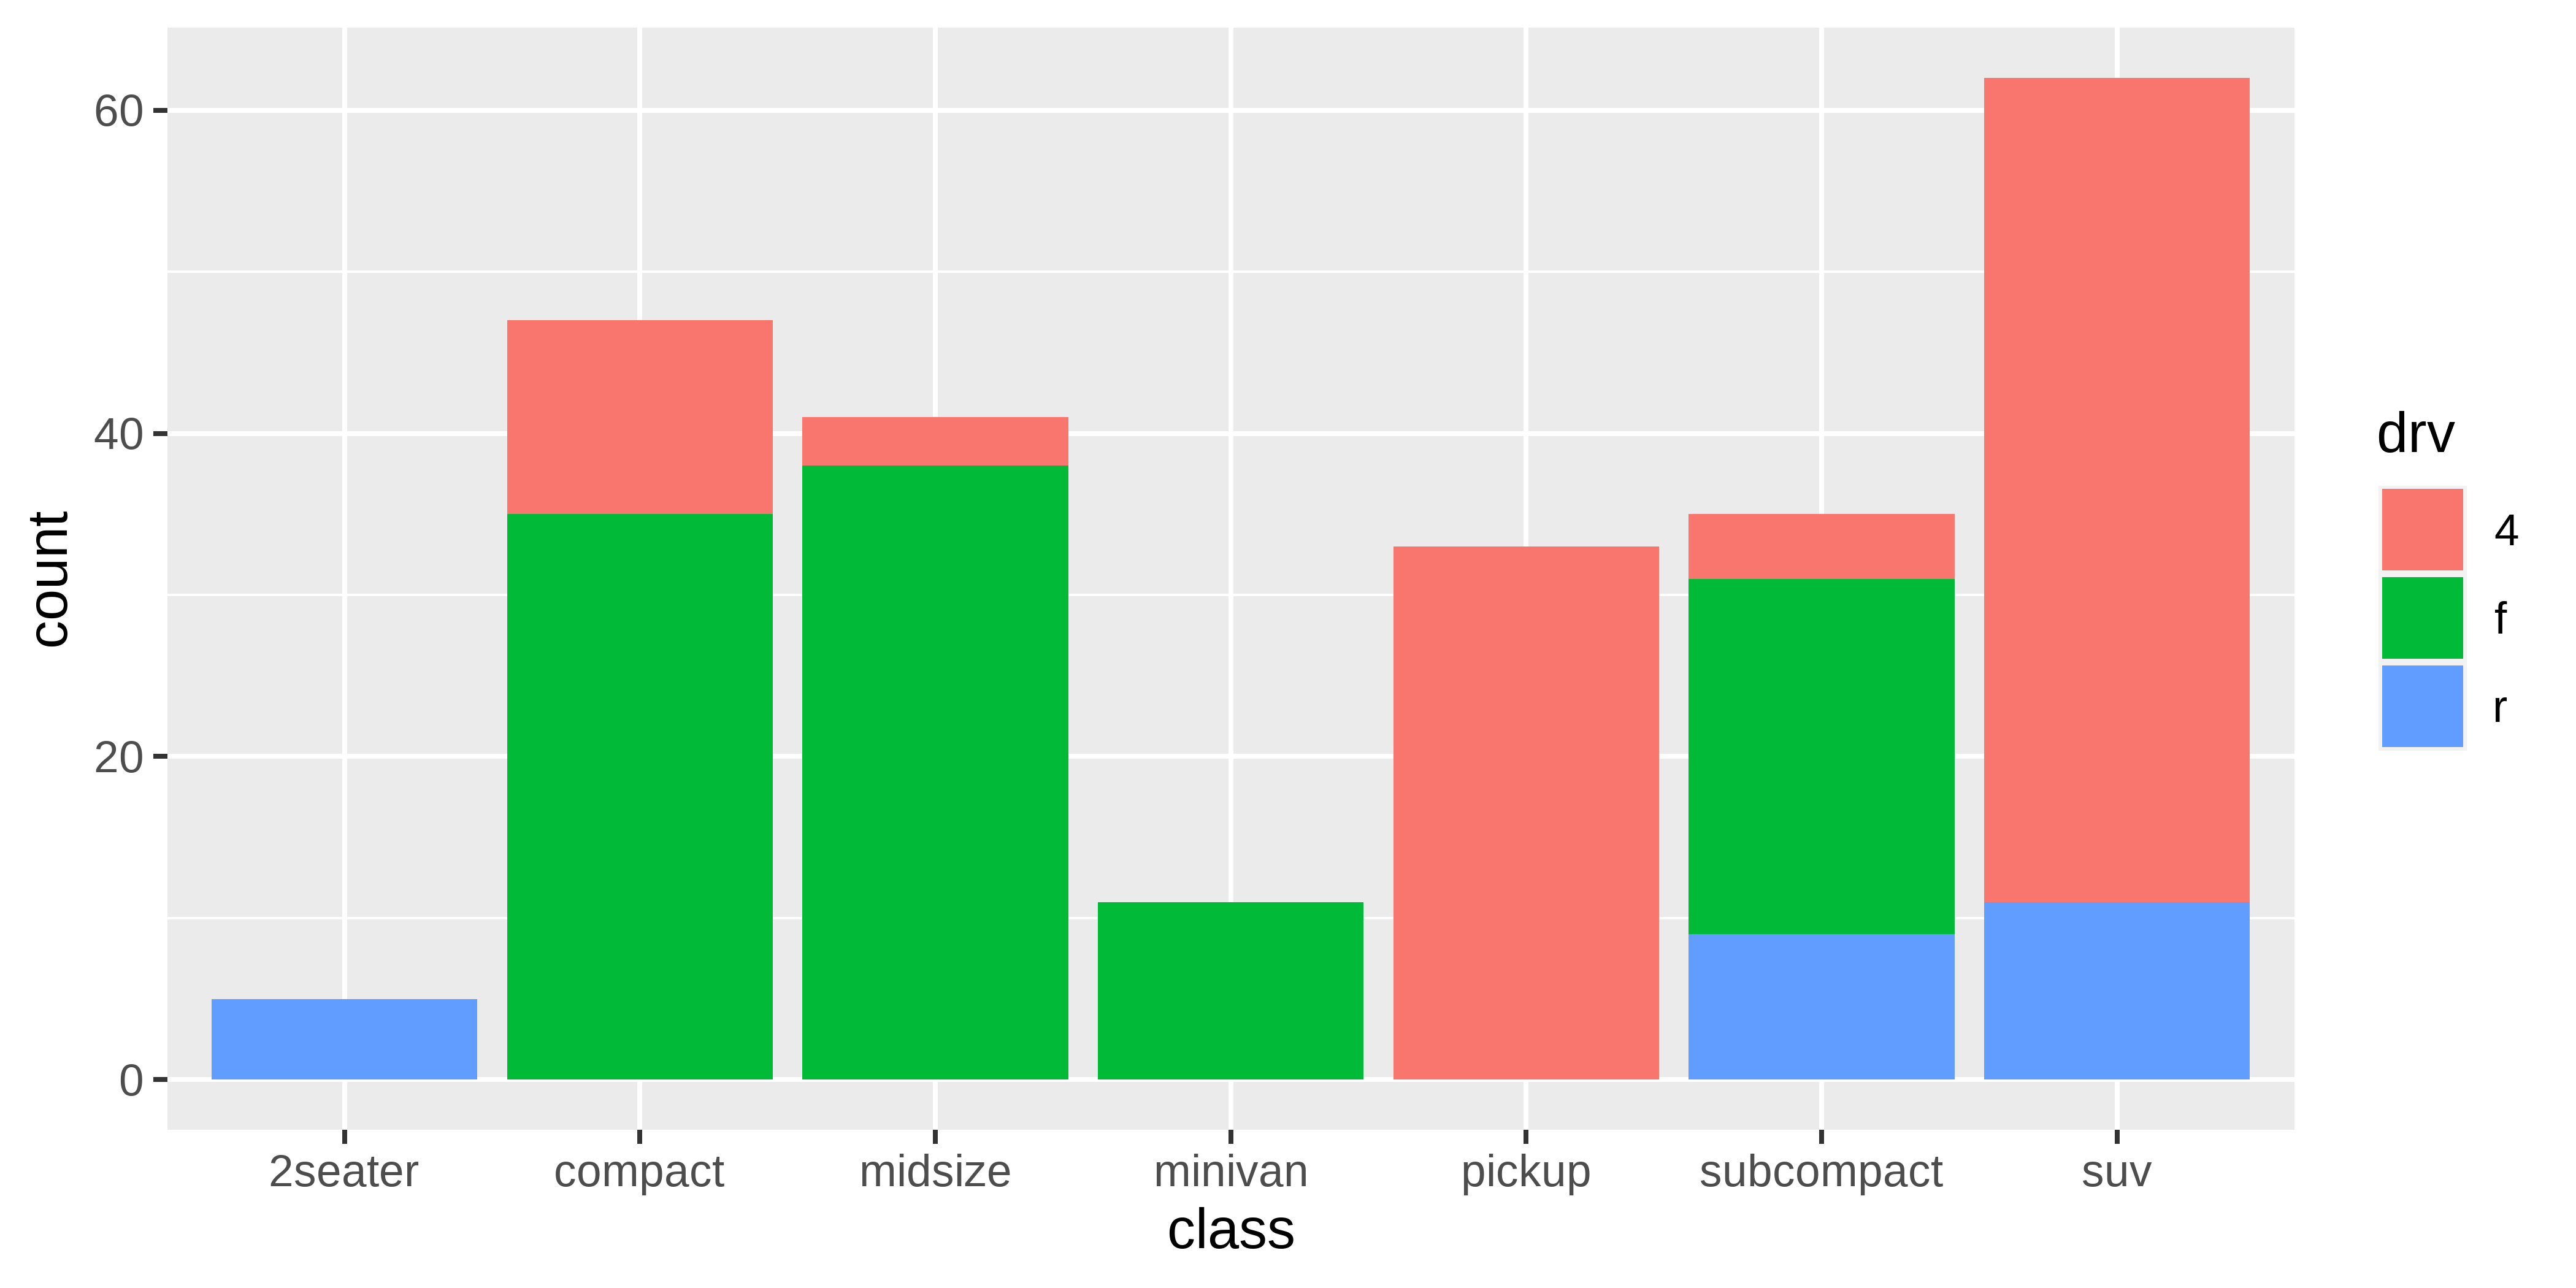 60
40
20
0
count
2seater compact midsize minivan pickup subcompact suv
class
drv
4
f
r